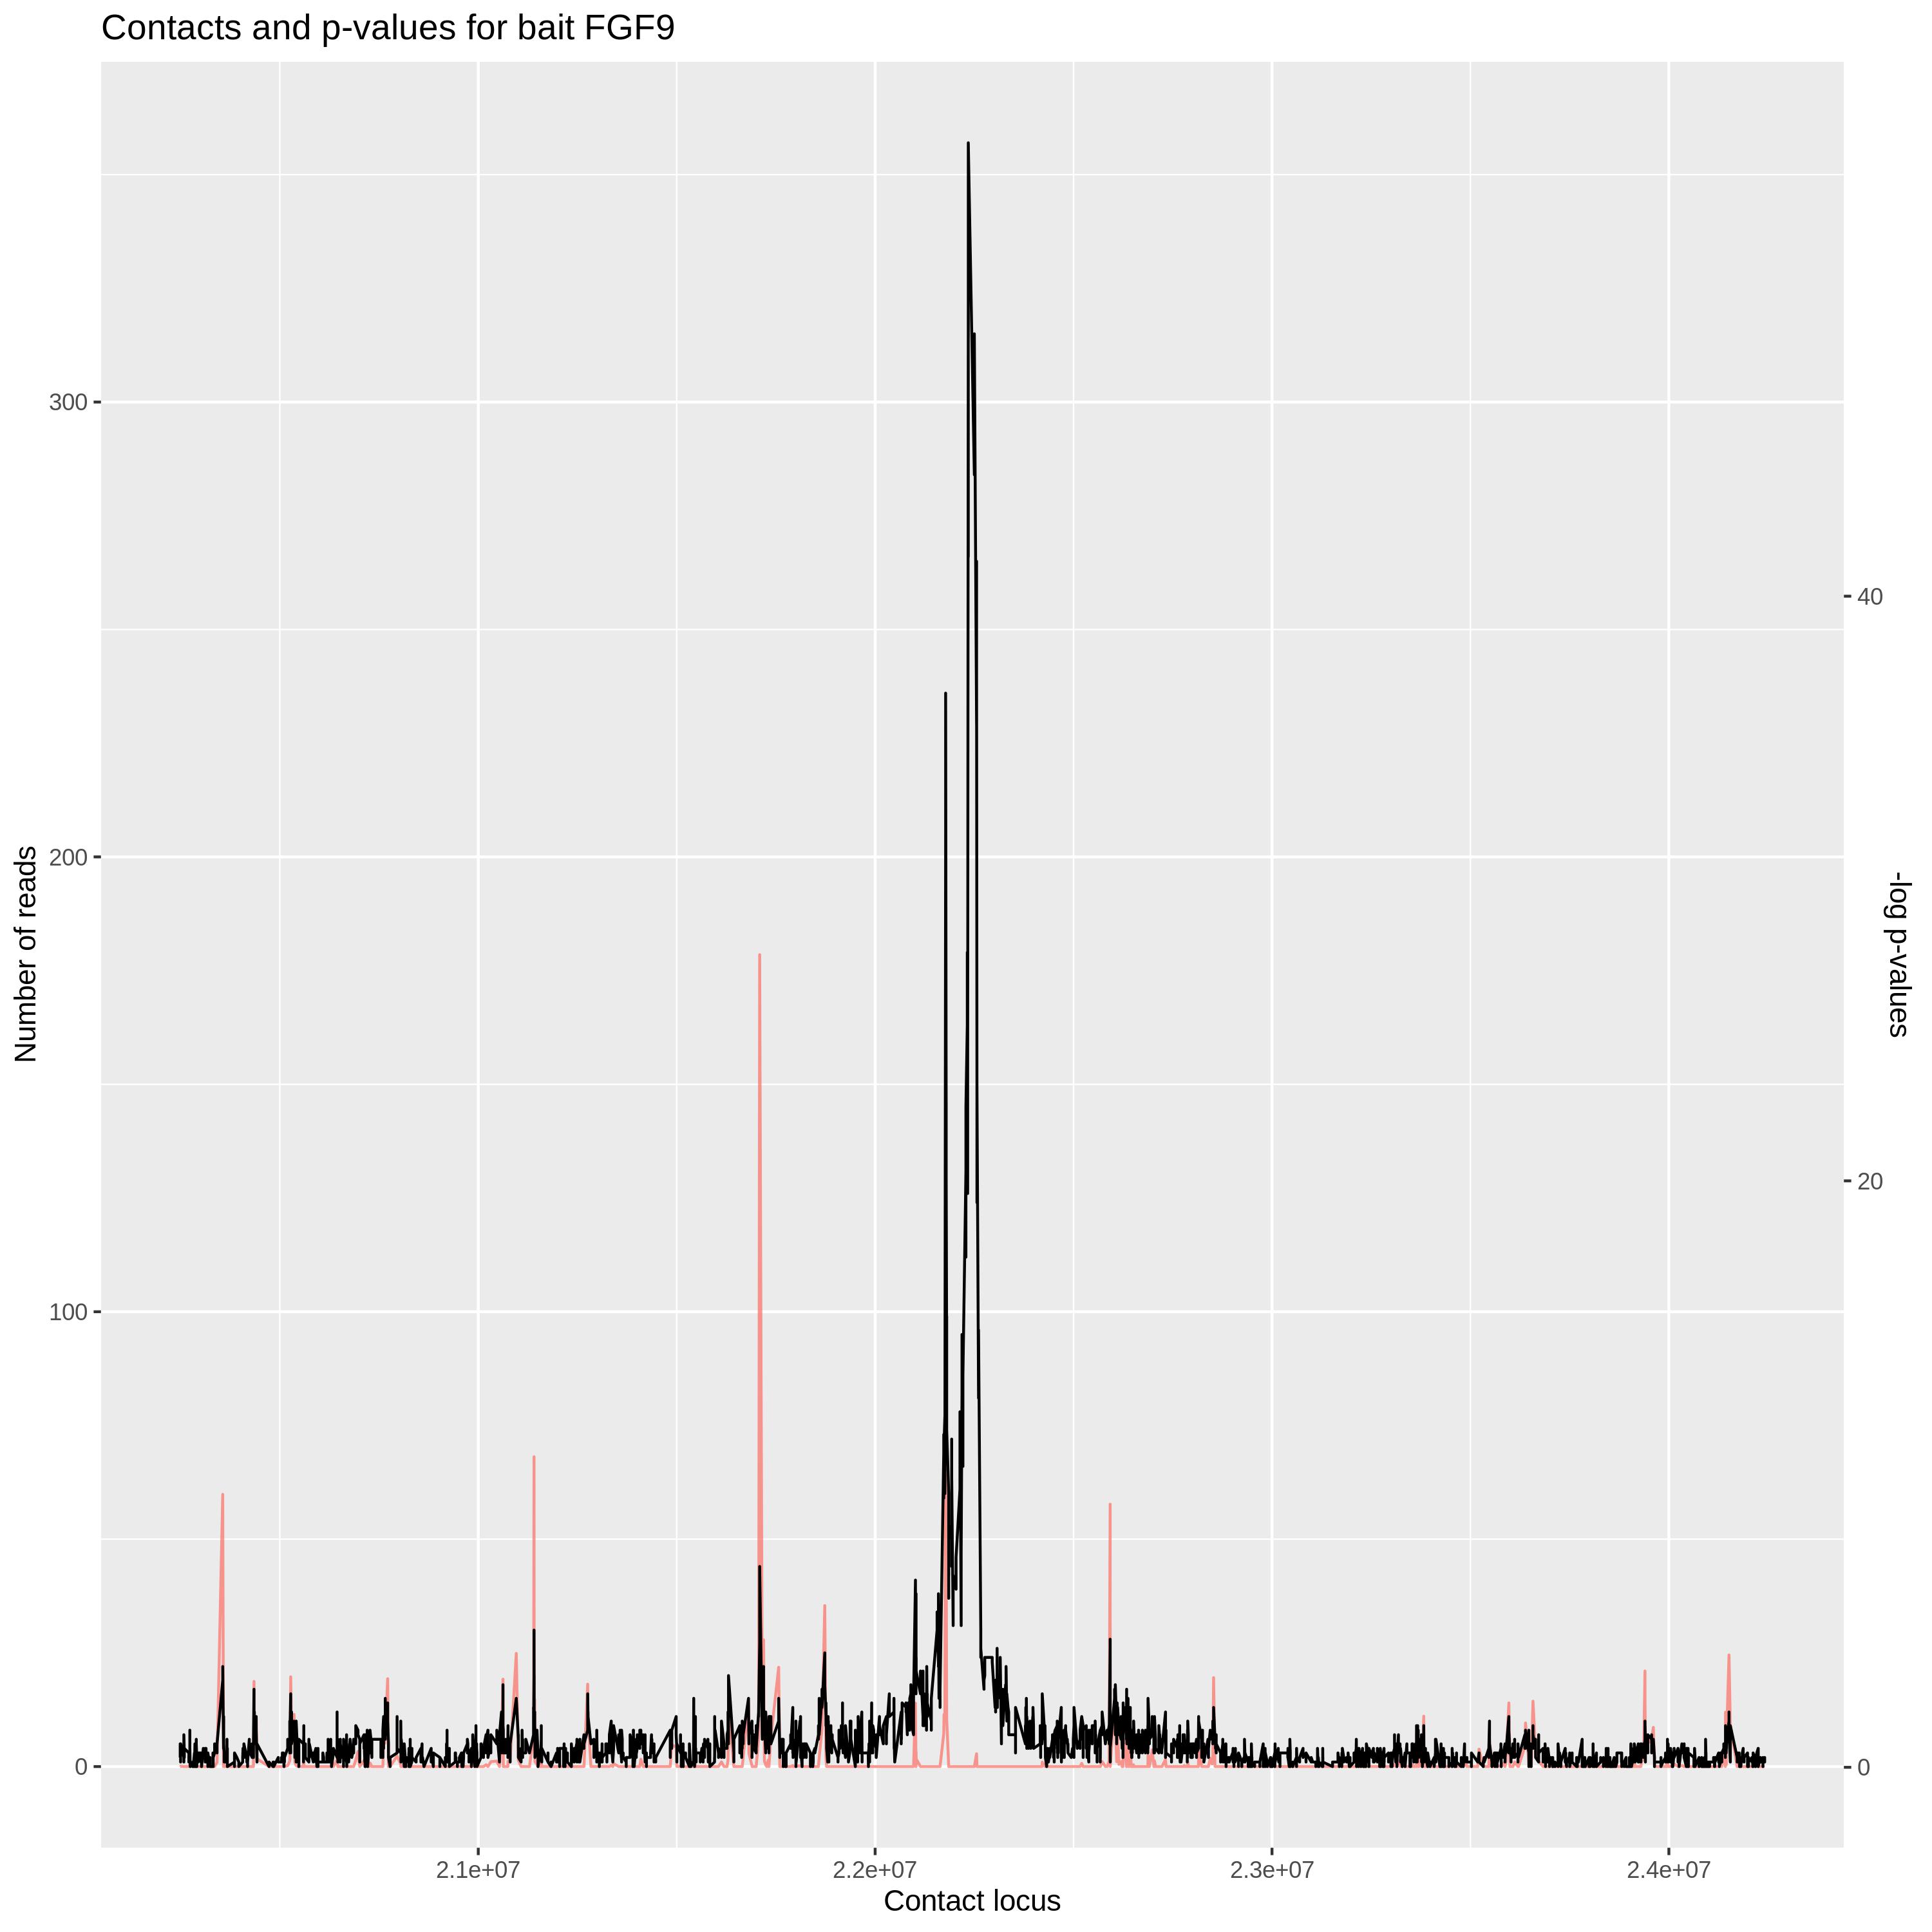 Contacts and p-values for bait FGF9
300
200
100
0
Number of reads
40
20
0
-log p-values
2.1e+07
2.2e+07
2.3e+07
2.4e+07
Contact locus